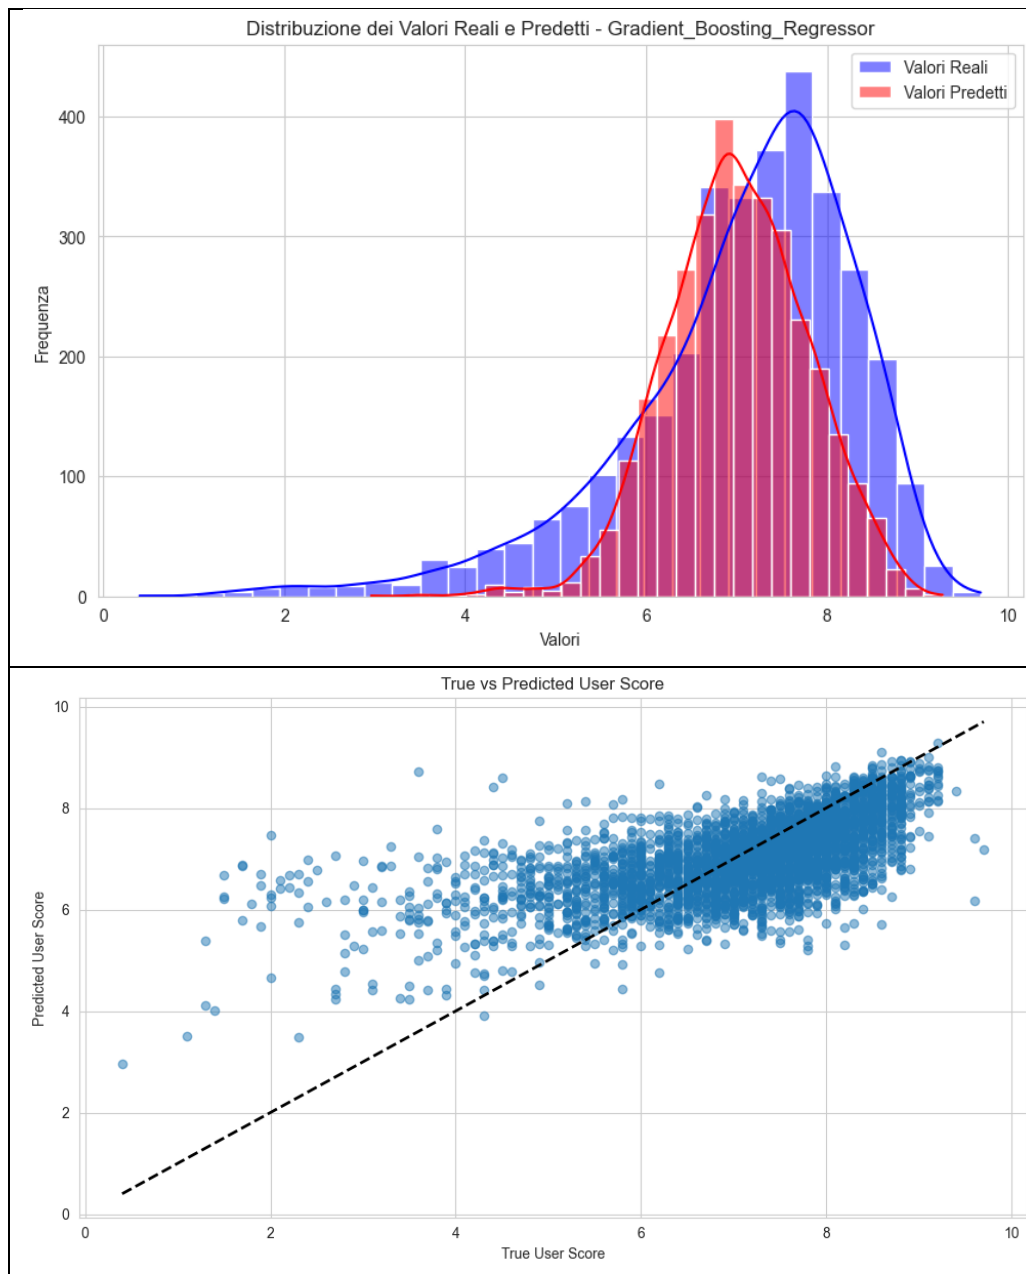 Distribuzione dei Valori Reali e Predetti - Gradient_Boosting_Regressor
Valori Reali
Valori Predetti
Frequenza
400
300
200
100
0
0 2 4 6 8 10
Valori
True vs Predicted User Score
Predicted User Score
10
8
6
4
2
0
0 2 4 6 8 10
True User Score